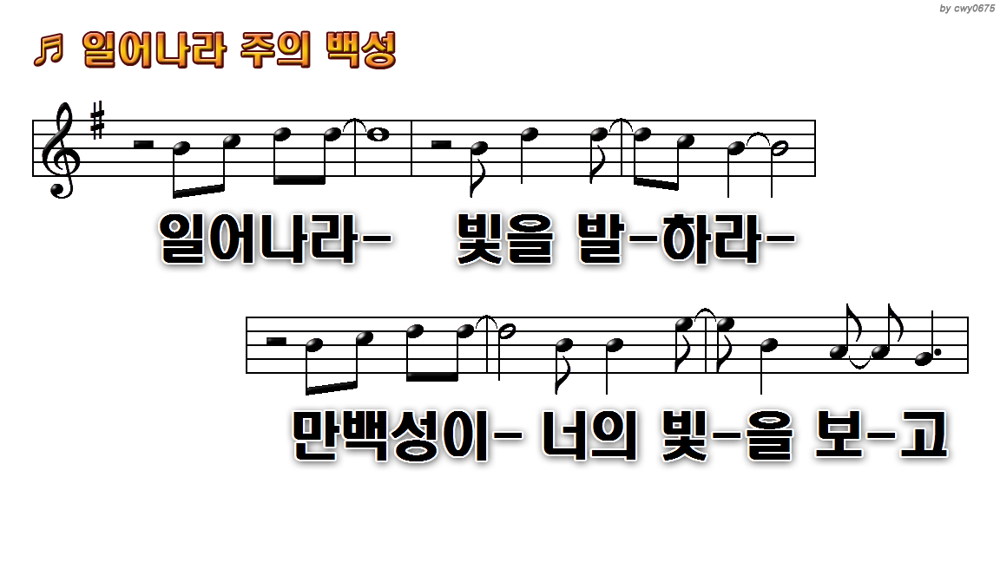 by cwy0675
♬ 일어나라 주의 백성
일어나라- 빛을 발-하라-
만백성이- 너의 빛-을 보-고